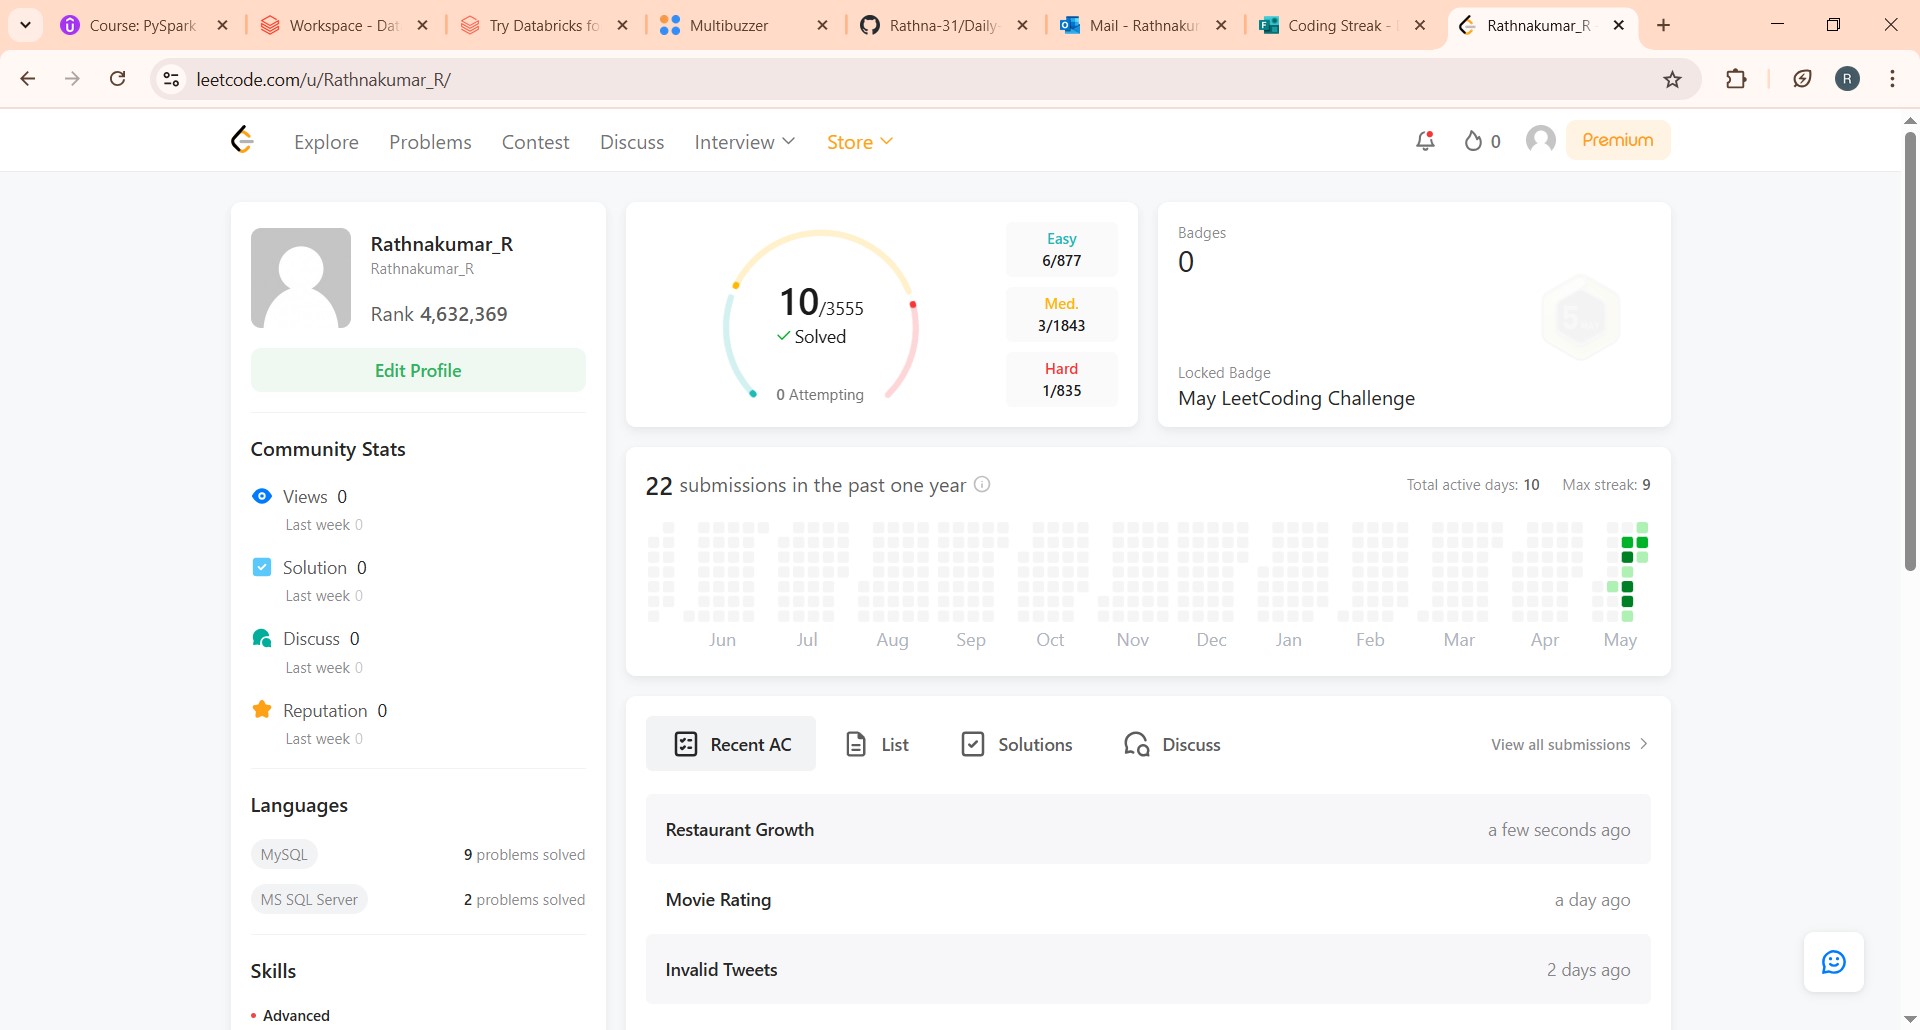 Course: PySpark
Workspace - Dat
Try Databricks fo
Multibuzzer
Rathna-31/Daily-
Mail - Rathnakur
Coding Streak -
Rathnakumar_R
leetcode.com/u/Rathnakumar_R/
R
Explore Problems Contest Discuss Interview Store
0
Premium
Rathnakumar_R
Rathnakumar_R
Rank 4,632,369
Edit Profile
Community Stats
Views 0
Last week 0
Solution 0
Last week 0
Discuss 0
Last week 0
Reputation 0
Last week 0
Languages
MySQL 9 problems solved
MS SQL Server 2 problems solved
Skills
Advanced
10/3555
Solved
0 Attempting
Easy
6/877
Med.
3/1843
Hard
1/835
Badges
0
Locked Badge
May LeetCoding Challenge
22 submissions in the past one year
Total active days: 10 Max streak: 9
Jun Jul Aug Sep Oct Nov Dec Jan Feb Mar Apr May
Recent AC List Solutions Discuss View all submissions
Restaurant Growth a few seconds ago
Movie Rating a day ago
Invalid Tweets 2 days ago